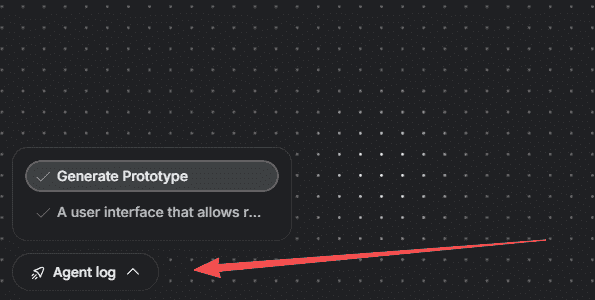 Generate Prototype
A user interface that allows r...
Agent log